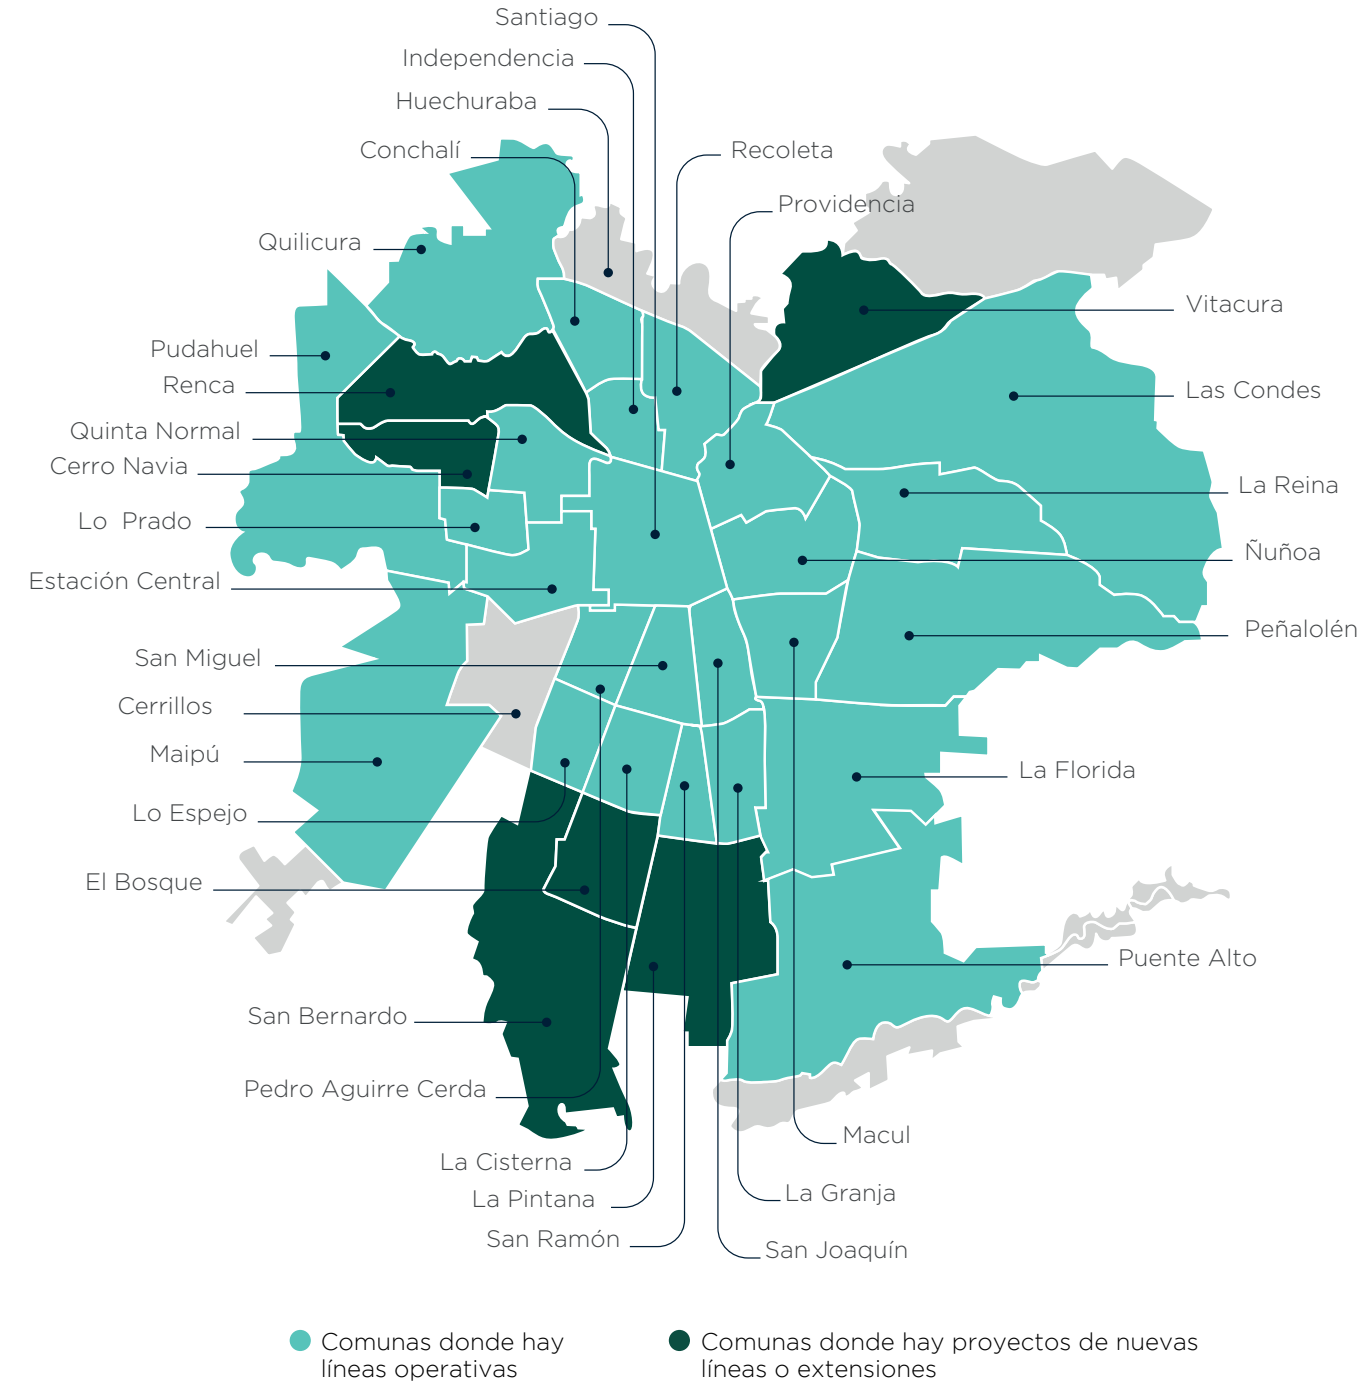 Santiago
Independencia
Huechuraba
Conchalí
Recoleta
Providencia
Quilicura
Vitacura
Pudahuel
Renca
Las Condes
Quinta Normal
Cerro Navia
La Reina
Lo Prado
Ñuñoa
Estación Central
Peñalolén
San Miguel
Cerrillos
Maipú
La Florida
Lo Espejo
El Bosque
Puente Alto
San Bernardo
Pedro Aguirre Cerda
Macul
La Cisterna
La Pintana
La Granja
San Ramón
San Joaquín
Comunas donde hay
líneas operativas
Comunas donde hay proyectos de nuevas
líneas o extensiones